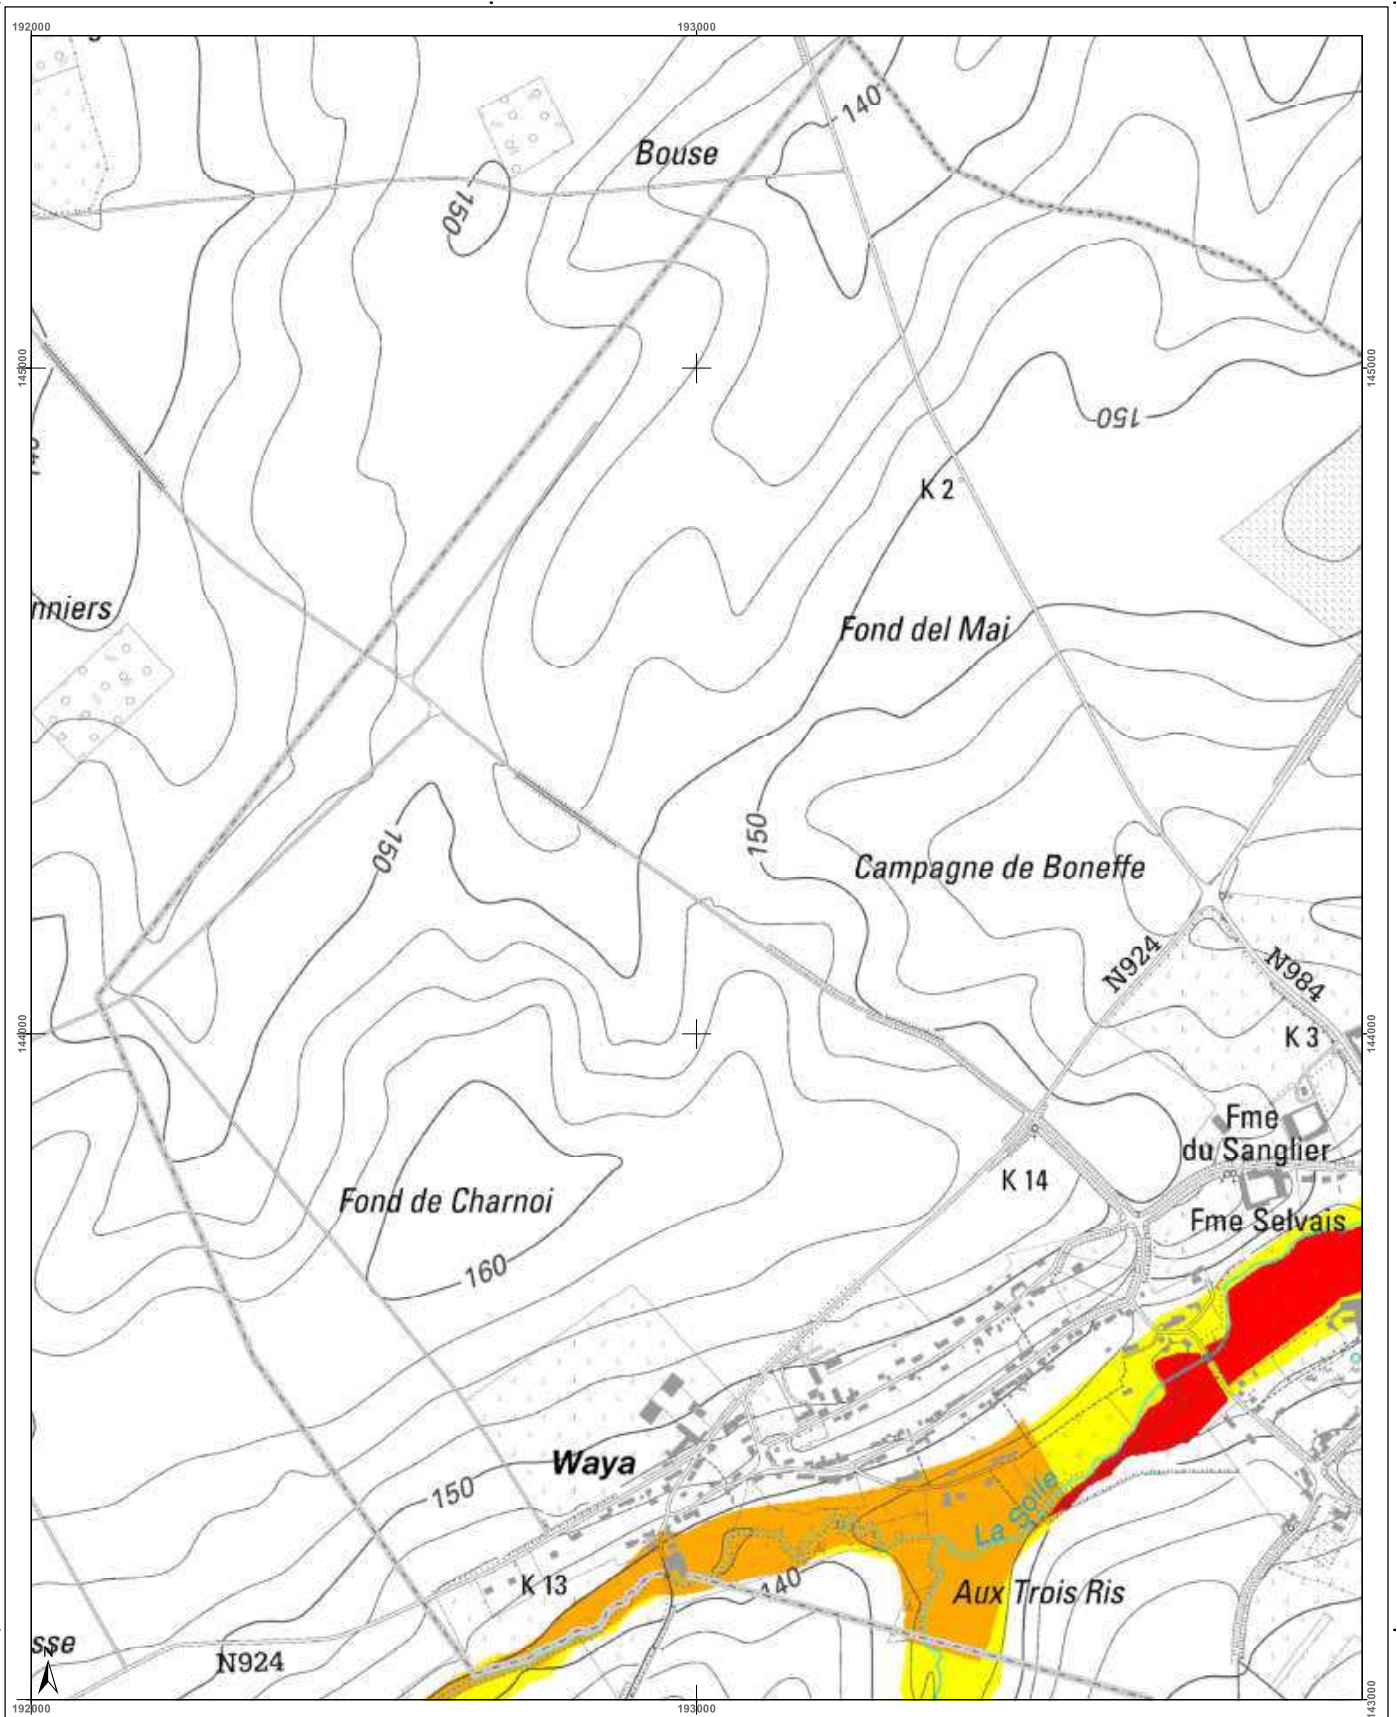 192000
193000
140
Bouse
150
145000
145000
150
K 2
nniers
Fond del Mai
150
150
Campagne de Boneffe
N924
N984
144000
144000
K 3
Fme
du Sanglier
K 14
Fond de Charnoi
Fme Selvais
160
Waya
150
La Soile
K 13
140
Aux Trois Ris
sse
N924
N
192000
193000
143000